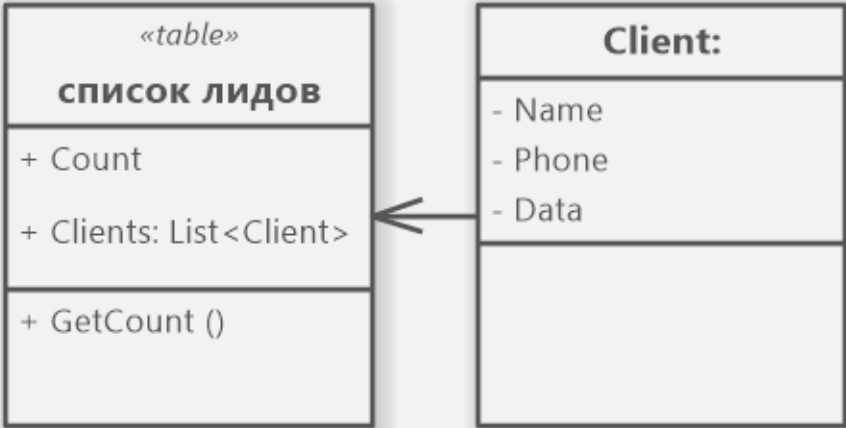 «table»
список лидов
+ Count
+ Clients: List<Client>
+ GetCount ()
Client:
- Name
- Phone
- Data